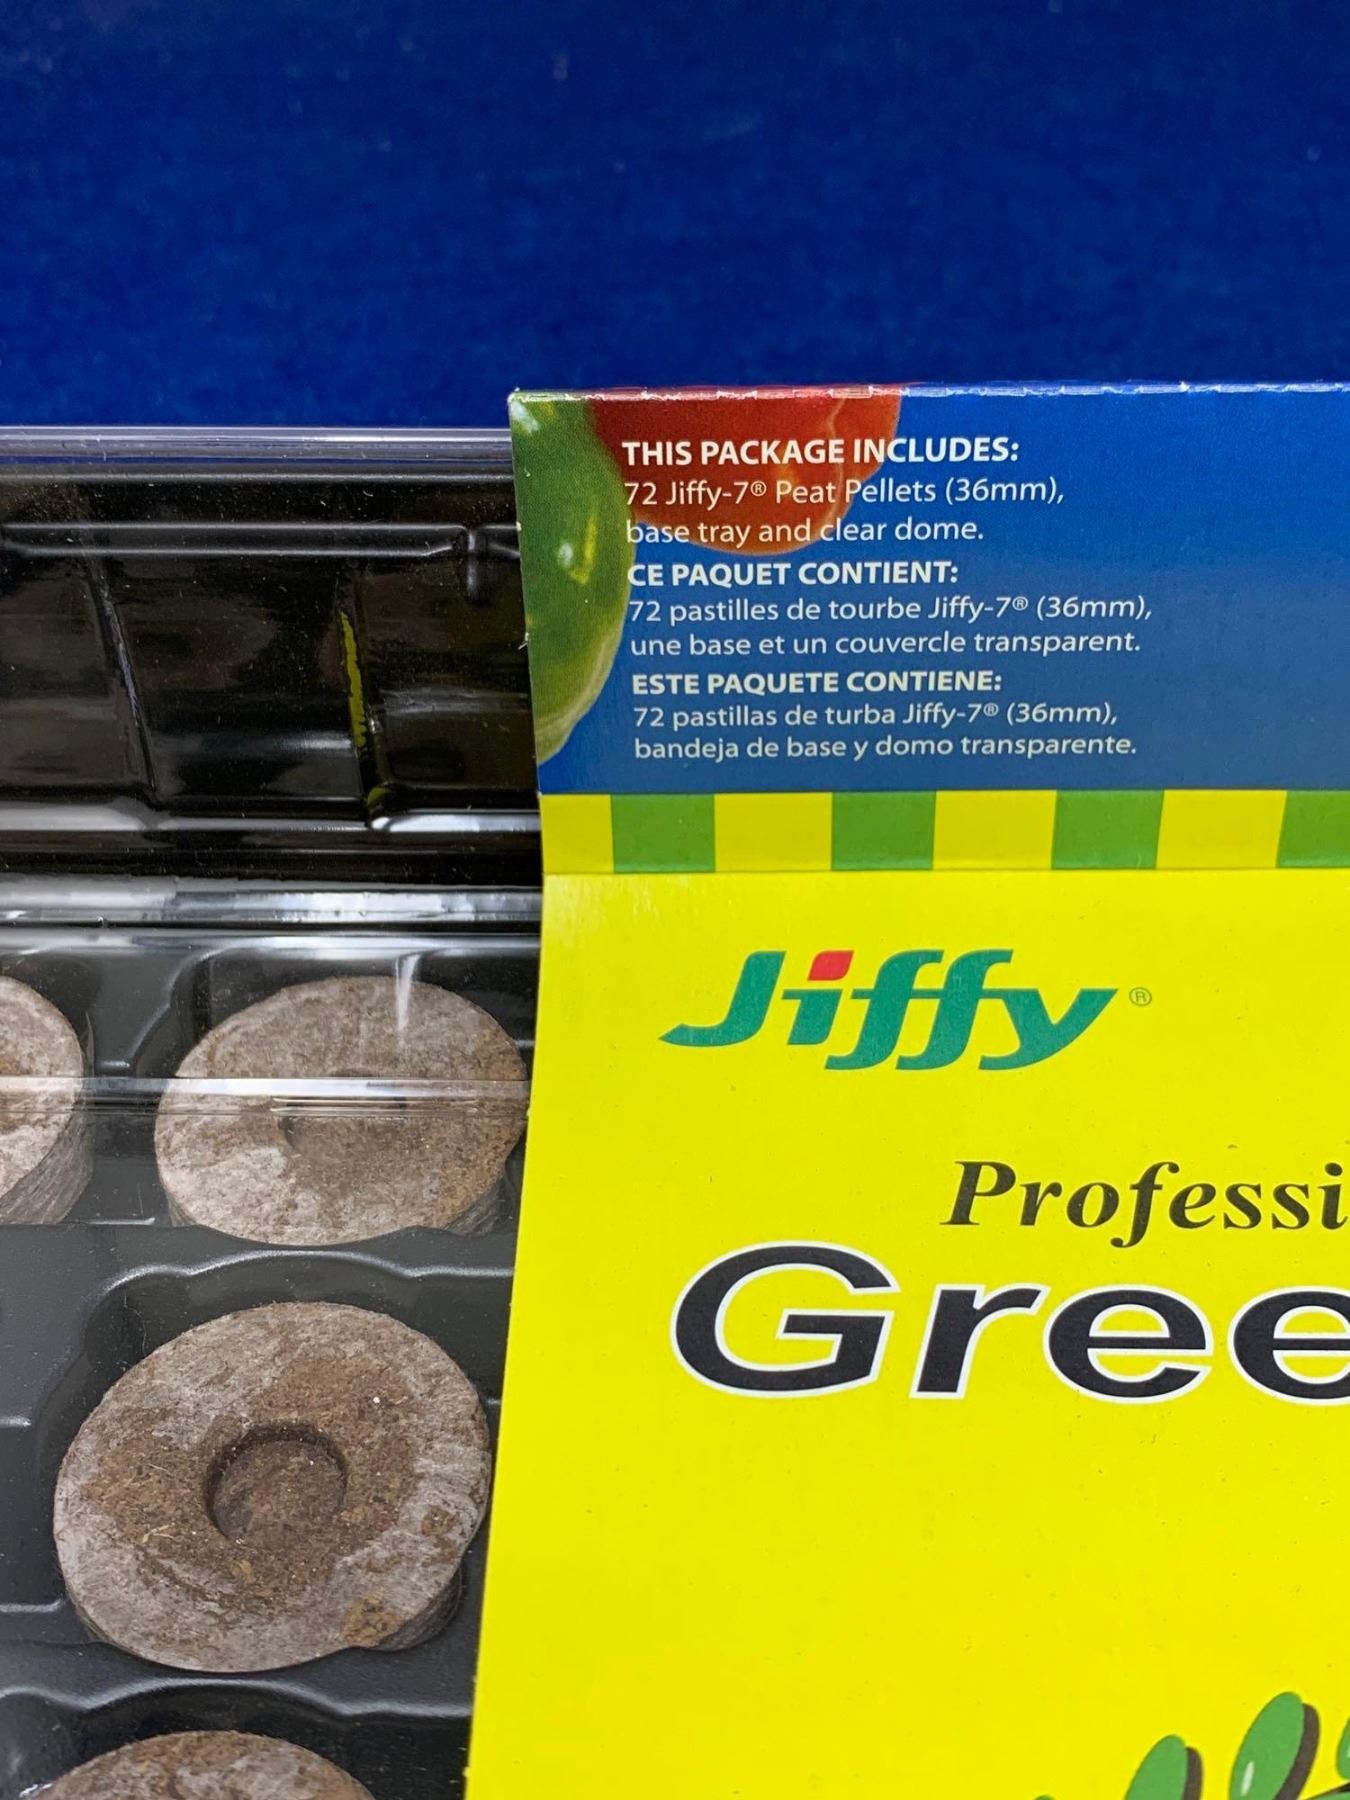 THIS PACKAGE INCLUDES:
72 Jiffy-7® Peat Pellets (36mm),
base tray and clear dome.
CE PAQUET CONTIENT:
72 pastilles de tourbe Jiffy-7® (36mm),
une base et un couvercle transparent.
ESTE PAQUETE CONTIENE:
72 pastillas de turba Jiffy-7® (36mm),
bandeja de base y domo transparente.
Jiffy®
Professi
Gree